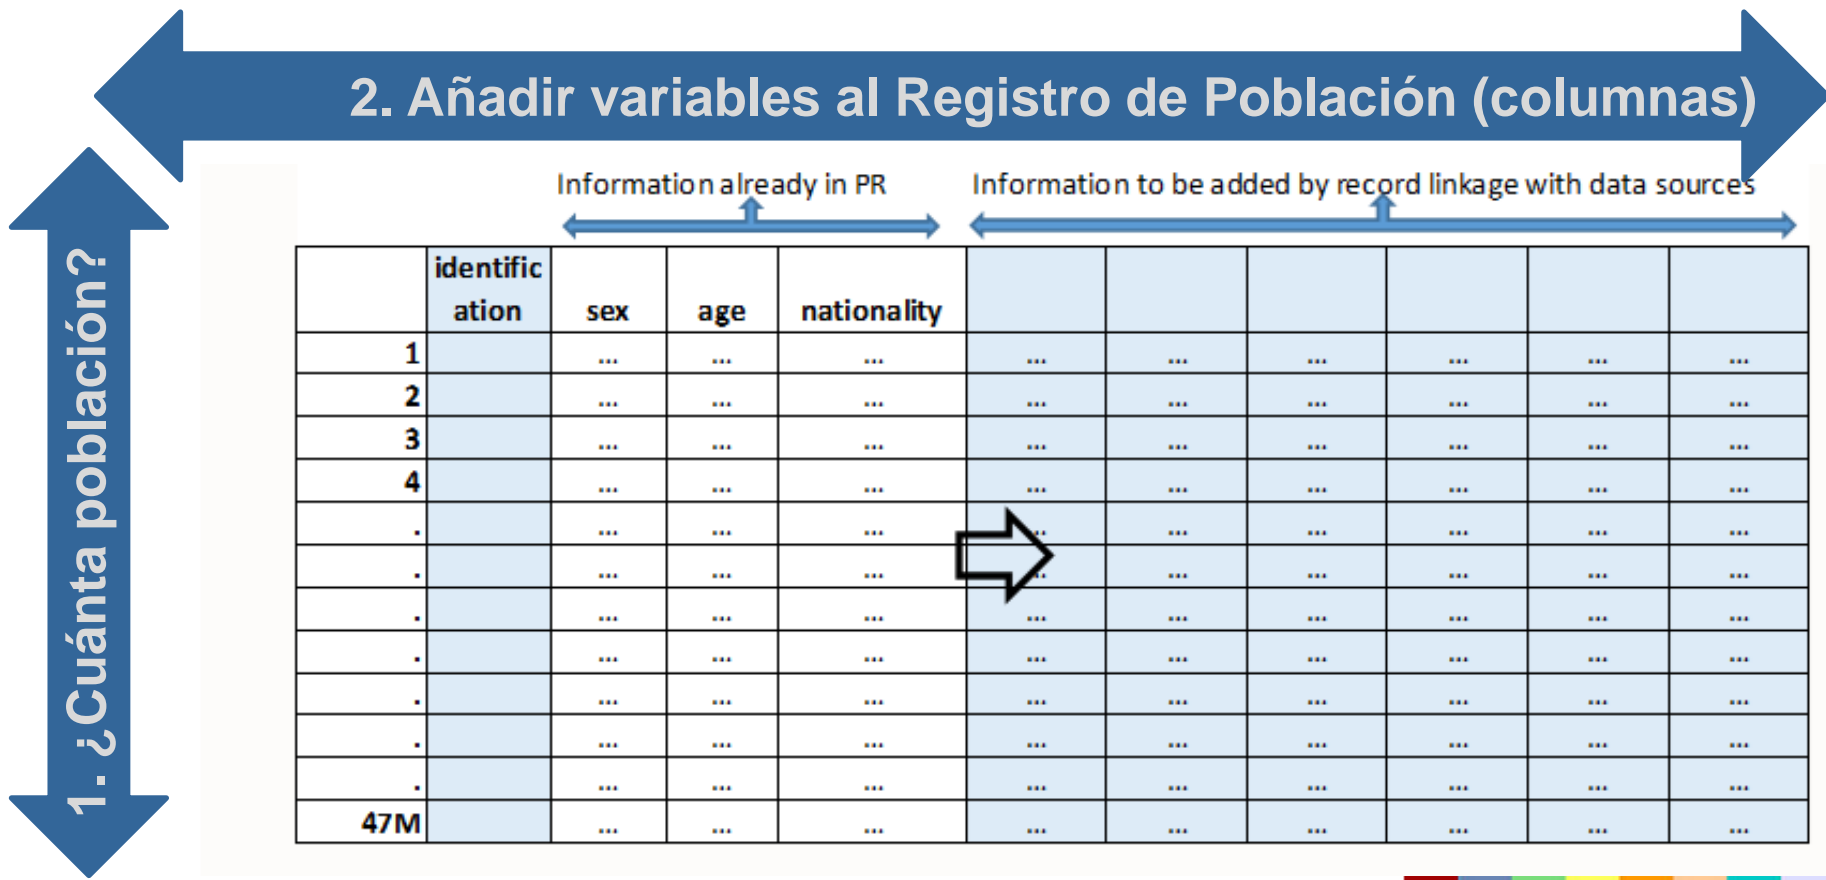 2. Añadir variables al Registro de Población (columnas)
1. ¿Cuánta población?
Information already in PR
Information to be added by record linkage with data sources
identific
ation sex age nationality
1 ... ... ... ... ... ... ... ... ...
2 ... ... ... ... ... ... ... ... ...
3 ... ... ... ... ... ... ... ... ...
4 ... ... ... ... ... ... ... ... ...
. ... ... ... ... ... ... ... ... ...
. ... ... ... ... ... ... ... ... ...
. ... ... ... ... ... ... ... ... ...
. ... ... ... ... ... ... ... ... ...
. ... ... ... ... ... ... ... ... ...
. ... ... ... ... ... ... ... ... ...
. ... ... ... ... ... ... ... ... ...
47M ... ... ... ... ... ... ... ... ...